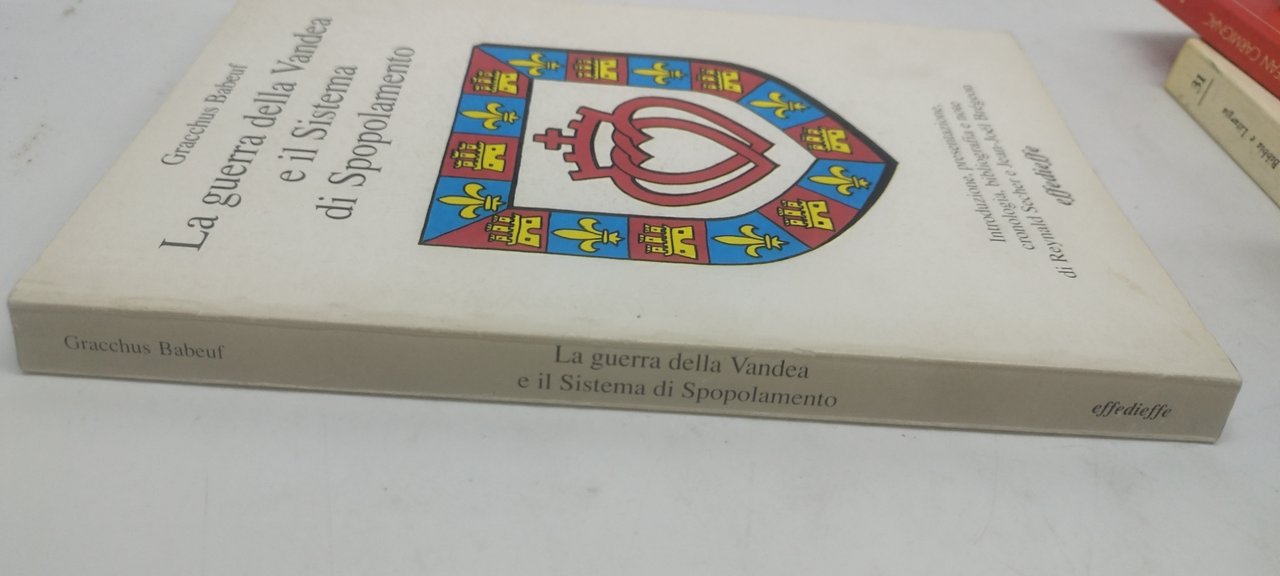 Gracchus Babeuf
La guerra della Vandea
e il Sistema
di Spopolamento
Introduzione, presentazione,
cronologia, bibliografia e note
di Reynald Secher e Jean-Joël Brégeon
effedieffe
Gracchus Babeuf
La guerra della Vandea
e il Sistema di Spopolamento
effedieffe
31